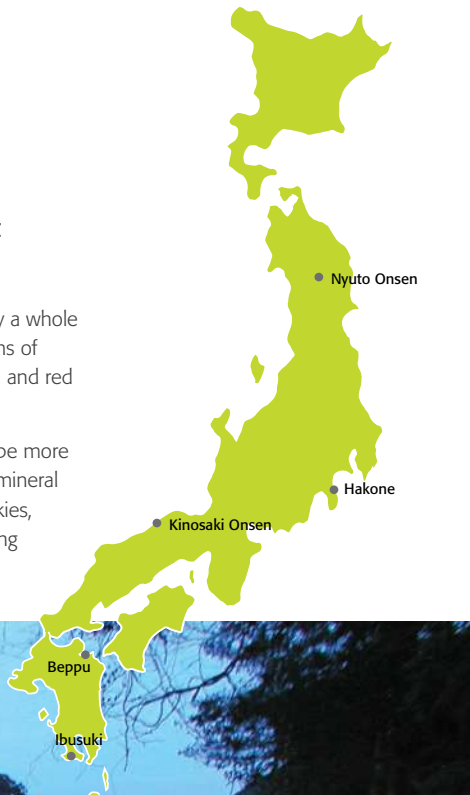 :
y a whole
ns of
and red
be more
mineral
kies,
ng
Nyuto Onsen
Hakone
Kinosaki Onsen
Beppu
Ibusuki